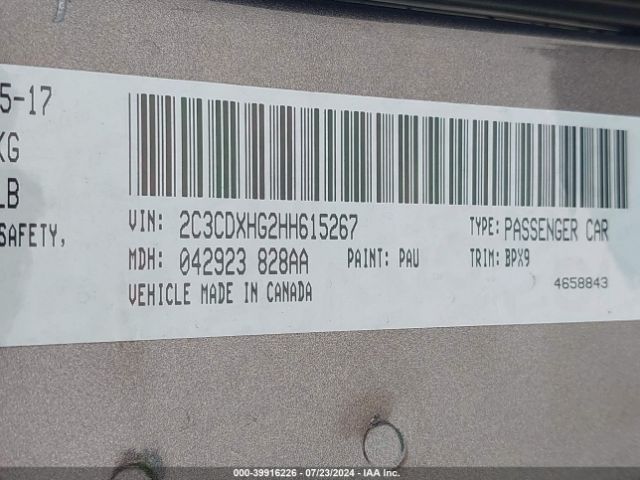 5-17
KG
LB
SAFETY,
VIN: 2C3CDXHG2HH615267 TYPE: PASSENGER CAR
MDH: 042923 828AA PAINT: PAU TRIM: BPX9
VEHICLE MADE IN CANADA 4658843
000-39916226 - 07/23/2024 - IAA Inc.